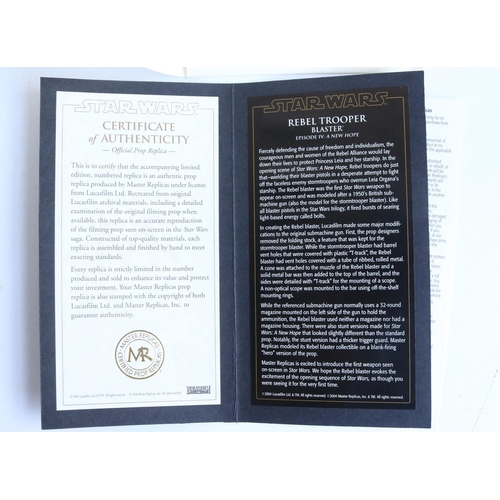 STAR WARS
CERTIFICATE
of AUTHENTICITY
— Official Prop Replica —
This is to certify that the accompanying limited
edition, numbered replica is an authentic prop
replica produced by Master Replicas under license
from Lucasfilm Ltd. Recreated from original
Lucasfilm archival materials, including a detailed
examination of the original filming prop when
available, this replica is an accurate reproduction
of the filming prop seen on-screen in the Star Wars
saga. Constructed of top-quality materials, each
replica is assembled and finished by hand to meet
exacting standards.
Every replica is strictly limited in the number
produced and sold to enhance its value and protect
your investment. Your Master Replicas prop
replica is also stamped with the copyright of both
Lucasfilm Ltd. and Master Replicas, Inc. to
guarantee authenticity.
MASTER REPLICAS
MR
CERTIFIED PROP REPLICA
STAR WARS
REBEL TROOPER
BLASTER
EPISODE IV: A NEW HOPE
Fiercely defending the cause of freedom and individualism, the
courageous men and women of the Rebel Alliance would lay
down their lives to protect Princess Leia and her starship. In the
opening scene of Star Wars: A New Hope, Rebel troopers do just
that–wielding their blaster pistols in a desperate attempt to fight
off the faceless enemy stormtroopers who overrun Leia Organa's
starship. The Rebel blaster was the first Star Wars weapon to
appear on-screen and was modeled after a 1950's British sub-
machine gun (also the model for the stormtrooper blaster). Like
all blaster pistols in the Star Wars trilogy, it fired bursts of searing
light-based energy called bolts.
In creating the Rebel blaster, Lucasfilm made some major modifi-
cations to the original submachine gun. First, the prop designers
removed the folding stock, a feature that was kept for the
stormtrooper blaster. While the stormtrooper blaster had barrel
vent holes that were covered with plastic "T-track", the Rebel
blaster had vent holes covered with a tube of ribbed, rolled metal.
A cone was attached to the muzzle of the Rebel blaster and a
solid metal bar was then added to the top of the barrel, and the
sides were detailed with "T-track" for the mounting of a scope.
A non-optical scope was mounted to the bar using off-the-shelf
mounting rings.
While the referenced submachine gun normally uses a 32-round
magazine mounted on the left side of the gun to hold the
ammunition, the Rebel blaster used neither a magazine nor had a
magazine housing. There were also stunt versions made for Star
Wars: A New Hope that looked slightly different than the standard
prop. Notably, the stunt version had a thicker trigger guard. Master
Replicas modeled its Rebel blaster collectible on a blank-firing
"hero" version of the prop.
Master Replicas is excited to introduce the first weapon seen
on-screen in Star Wars. We hope the Rebel blaster evokes the
excitement of the opening sequence of Star Wars, as though you
were seeing it for the very first time.
©2004 Lucasfilm Ltd. & TM. All rights reserved. ©2004 Master Replicas, Inc. & TM. All rights reserved.